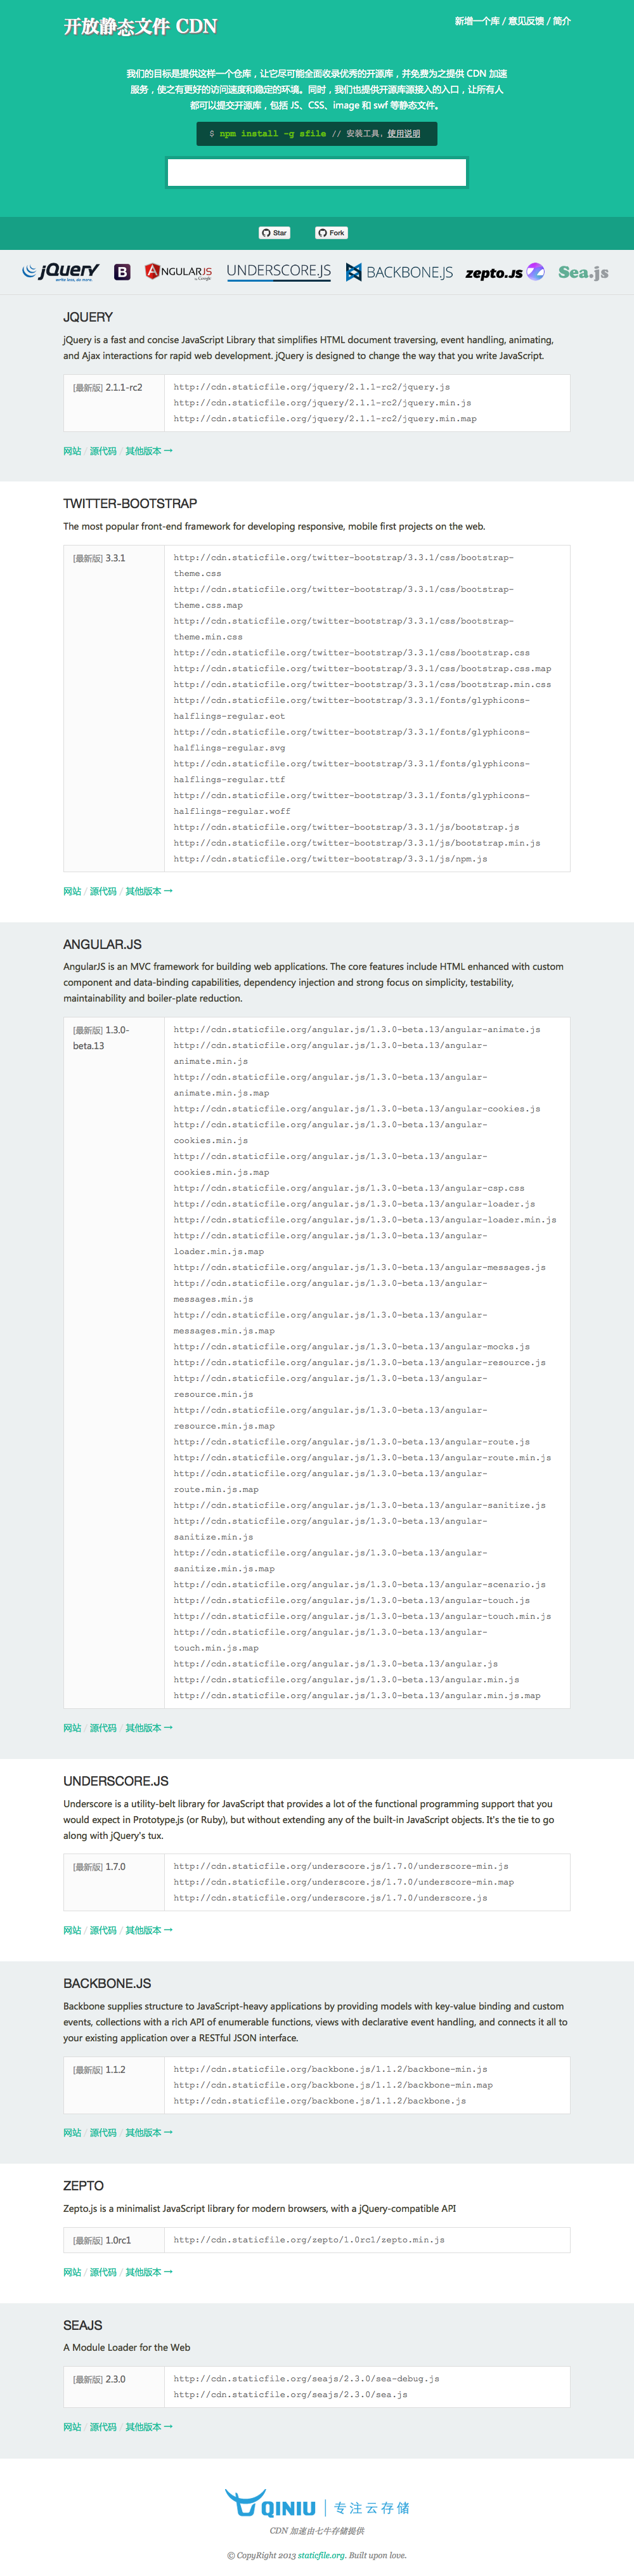 开放静态文件 CDN
新增一个库 / 意见反馈 / 简介
我们的目标是提供这样一个仓库，让它尽可能全面收录优秀的开源库，并免费为之提供 CDN 加速
服务，使之有更好的访问速度和稳定的环境。同时，我们也提供开源库源接入的入口，让所有人
都可以提交开源库，包括 JS、CSS、image 和 swf 等静态文件。
$ npm install -g sfile // 安装工具，使用说明
Star Fork
jQuery write less, do more. B ANGULARJS by Google UNDERSCORE.JS BACKBONE.JS zepto.JS Sea.js
JQUERY
jQuery is a fast and concise JavaScript Library that simplifies HTML document traversing, event handling, animating,
and Ajax interactions for rapid web development. jQuery is designed to change the way that you write JavaScript.
[最新版] 2.1.1-rc2
http://cdn.staticfile.org/jquery/2.1.1-rc2/jquery.js
http://cdn.staticfile.org/jquery/2.1.1-rc2/jquery.min.js
http://cdn.staticfile.org/jquery/2.1.1-rc2/jquery.min.map
网站 / 源代码 / 其他版本 →
TWITTER-BOOTSTRAP
The most popular front-end framework for developing responsive, mobile first projects on the web.
[最新版] 3.3.1
http://cdn.staticfile.org/twitter-bootstrap/3.3.1/css/bootstrap-
theme.css
http://cdn.staticfile.org/twitter-bootstrap/3.3.1/css/bootstrap-
theme.css.map
http://cdn.staticfile.org/twitter-bootstrap/3.3.1/css/bootstrap-
theme.min.css
http://cdn.staticfile.org/twitter-bootstrap/3.3.1/css/bootstrap.css
http://cdn.staticfile.org/twitter-bootstrap/3.3.1/css/bootstrap.css.map
http://cdn.staticfile.org/twitter-bootstrap/3.3.1/css/bootstrap.min.css
http://cdn.staticfile.org/twitter-bootstrap/3.3.1/fonts/glyphicons-
halflings-regular.eot
http://cdn.staticfile.org/twitter-bootstrap/3.3.1/fonts/glyphicons-
halflings-regular.svg
http://cdn.staticfile.org/twitter-bootstrap/3.3.1/fonts/glyphicons-
halflings-regular.ttf
http://cdn.staticfile.org/twitter-bootstrap/3.3.1/fonts/glyphicons-
halflings-regular.woff
http://cdn.staticfile.org/twitter-bootstrap/3.3.1/js/bootstrap.js
http://cdn.staticfile.org/twitter-bootstrap/3.3.1/js/bootstrap.min.js
http://cdn.staticfile.org/twitter-bootstrap/3.3.1/js/npm.js
网站 / 源代码 / 其他版本 →
ANGULAR.JS
AngularJS is an MVC framework for building web applications. The core features include HTML enhanced with custom
component and data-binding capabilities, dependency injection and strong focus on simplicity, testability,
maintainability and boiler-plate reduction.
[最新版] 1.3.0-
beta.13
http://cdn.staticfile.org/angular.js/1.3.0-beta.13/angular-animate.js
http://cdn.staticfile.org/angular.js/1.3.0-beta.13/angular-
animate.min.js
http://cdn.staticfile.org/angular.js/1.3.0-beta.13/angular-
animate.min.js.map
http://cdn.staticfile.org/angular.js/1.3.0-beta.13/angular-cookies.js
http://cdn.staticfile.org/angular.js/1.3.0-beta.13/angular-
cookies.min.js
http://cdn.staticfile.org/angular.js/1.3.0-beta.13/angular-
cookies.min.js.map
http://cdn.staticfile.org/angular.js/1.3.0-beta.13/angular-csp.css
http://cdn.staticfile.org/angular.js/1.3.0-beta.13/angular-loader.js
http://cdn.staticfile.org/angular.js/1.3.0-beta.13/angular-loader.min.js
http://cdn.staticfile.org/angular.js/1.3.0-beta.13/angular-
loader.min.js.map
http://cdn.staticfile.org/angular.js/1.3.0-beta.13/angular-messages.js
http://cdn.staticfile.org/angular.js/1.3.0-beta.13/angular-
messages.min.js
http://cdn.staticfile.org/angular.js/1.3.0-beta.13/angular-
messages.min.js.map
http://cdn.staticfile.org/angular.js/1.3.0-beta.13/angular-mocks.js
http://cdn.staticfile.org/angular.js/1.3.0-beta.13/angular-resource.js
http://cdn.staticfile.org/angular.js/1.3.0-beta.13/angular-
resource.min.js
http://cdn.staticfile.org/angular.js/1.3.0-beta.13/angular-
resource.min.js.map
http://cdn.staticfile.org/angular.js/1.3.0-beta.13/angular-route.js
http://cdn.staticfile.org/angular.js/1.3.0-beta.13/angular-route.min.js
http://cdn.staticfile.org/angular.js/1.3.0-beta.13/angular-
route.min.js.map
http://cdn.staticfile.org/angular.js/1.3.0-beta.13/angular-sanitize.js
http://cdn.staticfile.org/angular.js/1.3.0-beta.13/angular-
sanitize.min.js
http://cdn.staticfile.org/angular.js/1.3.0-beta.13/angular-
sanitize.min.js.map
http://cdn.staticfile.org/angular.js/1.3.0-beta.13/angular-scenario.js
http://cdn.staticfile.org/angular.js/1.3.0-beta.13/angular-touch.js
http://cdn.staticfile.org/angular.js/1.3.0-beta.13/angular-touch.min.js
http://cdn.staticfile.org/angular.js/1.3.0-beta.13/angular-
touch.min.js.map
http://cdn.staticfile.org/angular.js/1.3.0-beta.13/angular.js
http://cdn.staticfile.org/angular.js/1.3.0-beta.13/angular.min.js
http://cdn.staticfile.org/angular.js/1.3.0-beta.13/angular.min.js.map
网站 / 源代码 / 其他版本 →
UNDERSCORE.JS
Underscore is a utility-belt library for JavaScript that provides a lot of the functional programming support that you
would expect in Prototype.js (or Ruby), but without extending any of the built-in JavaScript objects. It's the tie to go
along with jQuery's tux.
[最新版] 1.7.0
http://cdn.staticfile.org/underscore.js/1.7.0/underscore-min.js
http://cdn.staticfile.org/underscore.js/1.7.0/underscore-min.map
http://cdn.staticfile.org/underscore.js/1.7.0/underscore.js
网站 / 源代码 / 其他版本 →
BACKBONE.JS
Backbone supplies structure to JavaScript-heavy applications by providing models with key-value binding and custom
events, collections with a rich API of enumerable functions, views with declarative event handling, and connects it all to
your existing application over a RESTful JSON interface.
[最新版] 1.1.2
http://cdn.staticfile.org/backbone.js/1.1.2/backbone-min.js
http://cdn.staticfile.org/backbone.js/1.1.2/backbone-min.map
http://cdn.staticfile.org/backbone.js/1.1.2/backbone.js
网站 / 源代码 / 其他版本 →
ZEPTO
Zepto.js is a minimalist JavaScript library for modern browsers, with a jQuery-compatible API
[最新版] 1.0rc1
http://cdn.staticfile.org/zepto/1.0rc1/zepto.min.js
网站 / 源代码 / 其他版本 →
SEAJS
A Module Loader for the Web
[最新版] 2.3.0
http://cdn.staticfile.org/seajs/2.3.0/sea-debug.js
http://cdn.staticfile.org/seajs/2.3.0/sea.js
网站 / 源代码 / 其他版本 →
QINIU | 专注云存储
CDN 加速由七牛存储提供
© CopyRight 2013 staticfile.org. Built upon love.